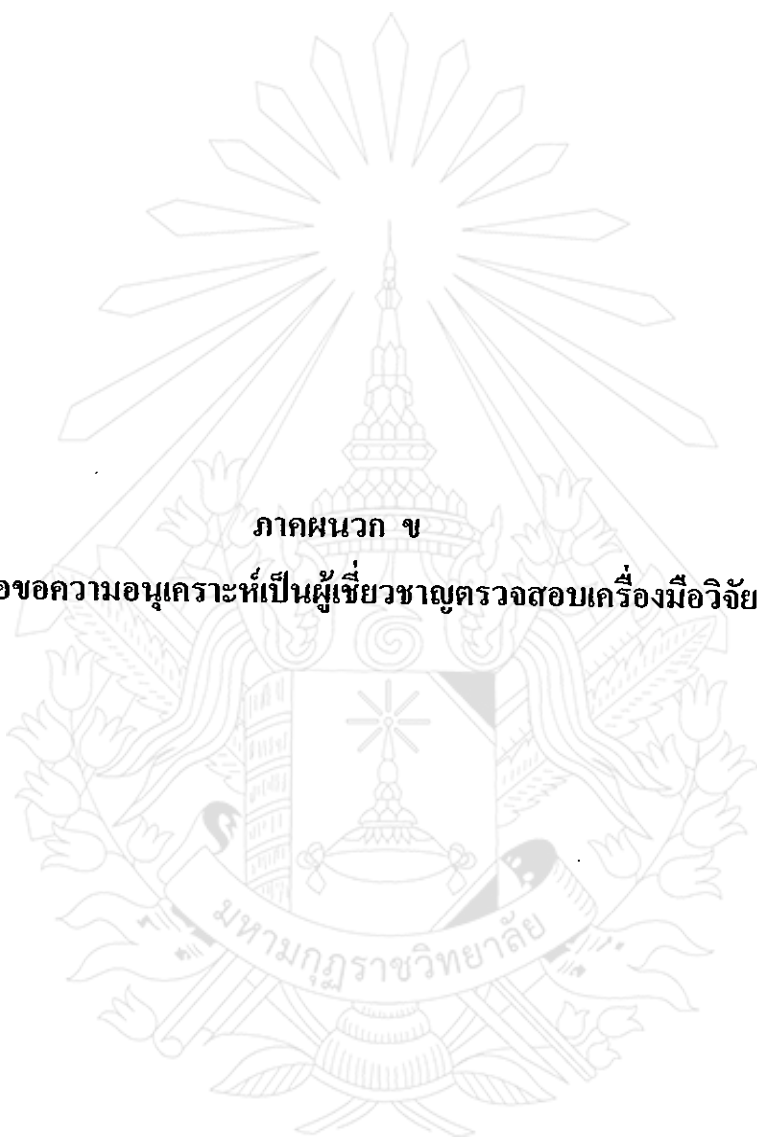 ภาคผนวก ข
อขอความอนุเคราะห์เป็นผู้เชี่ยวชาญตรวจสอบเครื่องมือวิจัย
มหามกุฏราชวิทยาลัย